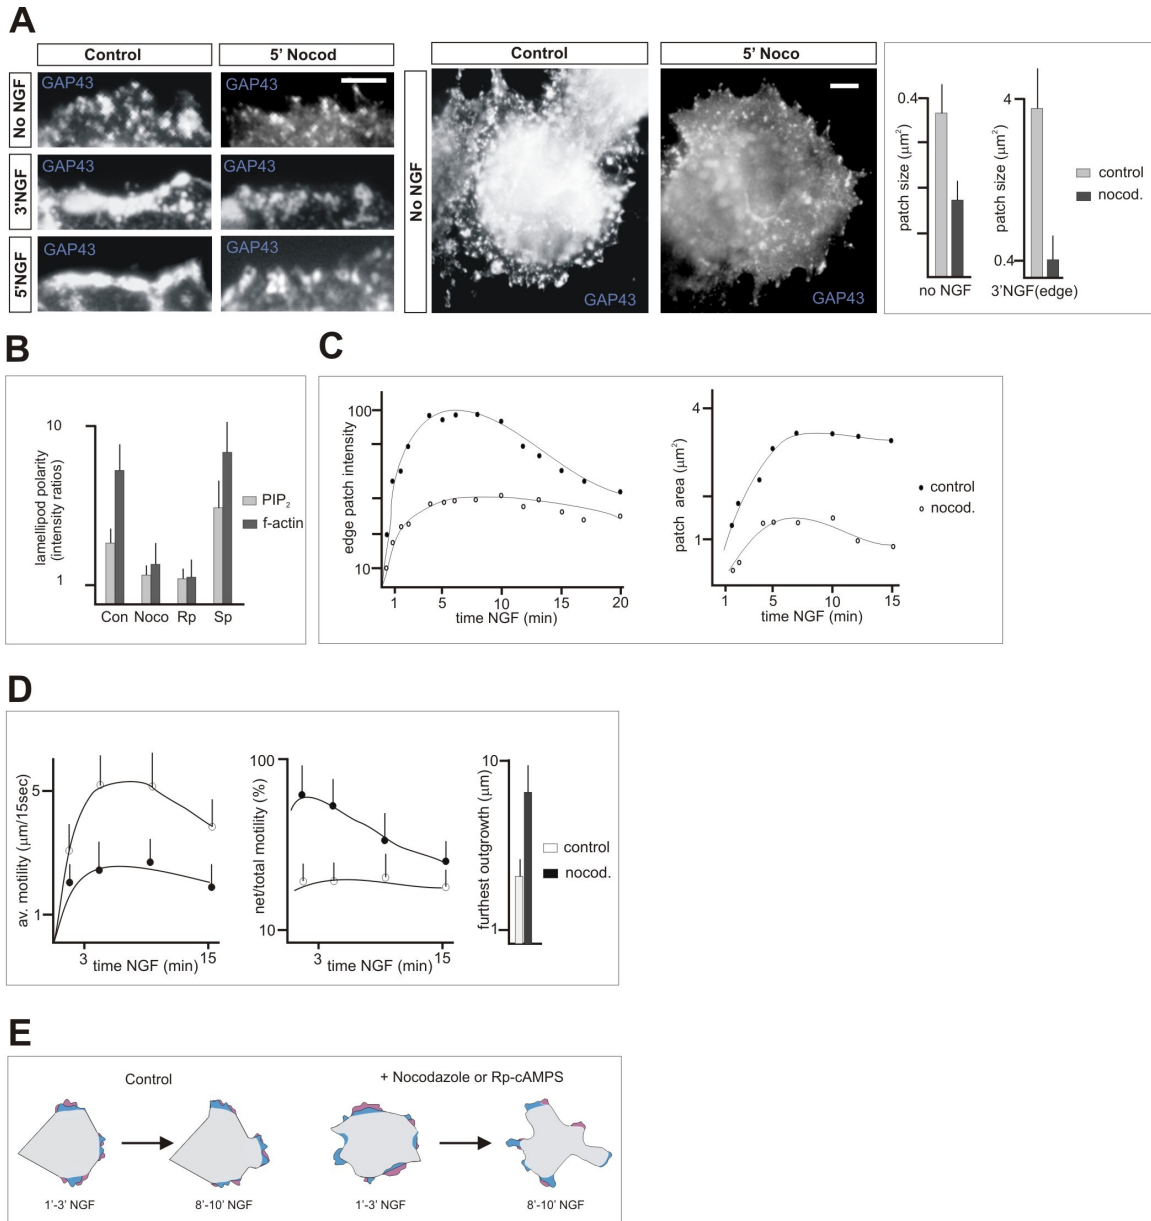 A
Control
5' Nocod
Control
5' Noco
No NGF
3'NGF
5'NGF
GAP43
GAP43
GAP43
GAP43
GAP43
GAP43
No NGF
GAP43
GAP43
patch size (µm²)
0.4
no NGF
patch size (µm²)
4
0.4
3'NGF(edge)
control
nocod.
B
lamellipod polarity
(intensity ratios)
10
1
Con Noco Rp Sp
PIP₂
f-actin
C
edge patch intensity
100
10
1 5 10 15 20
time NGF (min)
patch area (µm²)
4
1
1 5 10 15
time NGF (min)
control
nocod.
D
av. motility (µm/15sec)
5
1
3 15
time NGF (min)
net/total motility (%)
100
10
3 15
time NGF (min)
furthest outgrowth (µm)
10
1
control
nocod.
E
Control
+ Nocodazole or Rp-cAMPS
1'-3' NGF
8'-10' NGF
1'-3' NGF
8'-10' NGF